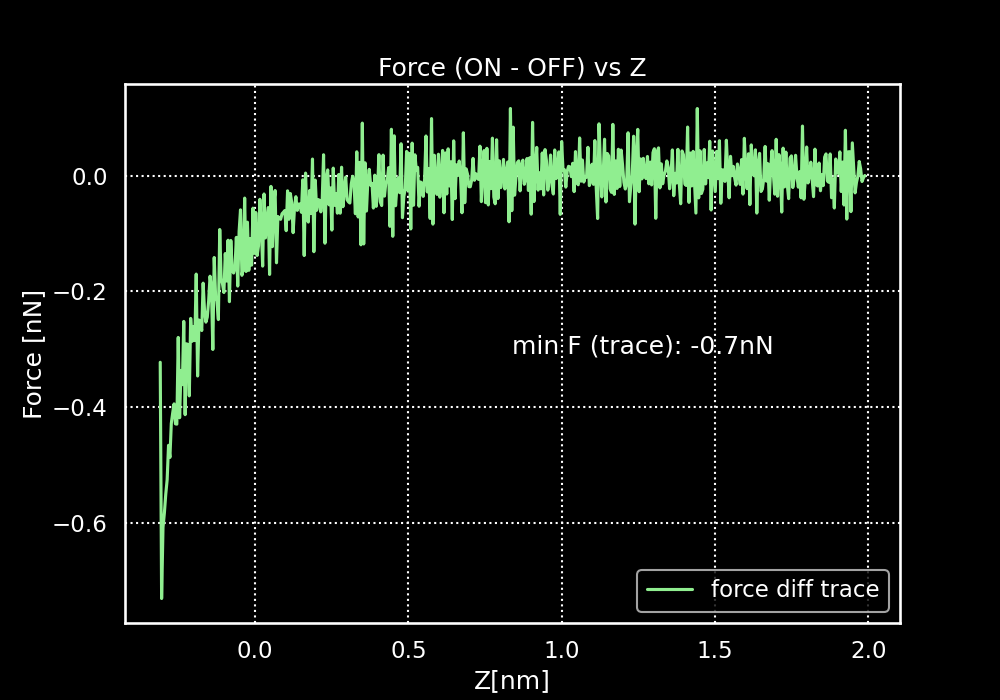 Force (ON - OFF) vs Z
Force [nN]
0.0
−0.2
−0.4
−0.6
min F (trace): -0.7nN
force diff trace
0.0 0.5 1.0 1.5 2.0
Z[nm]